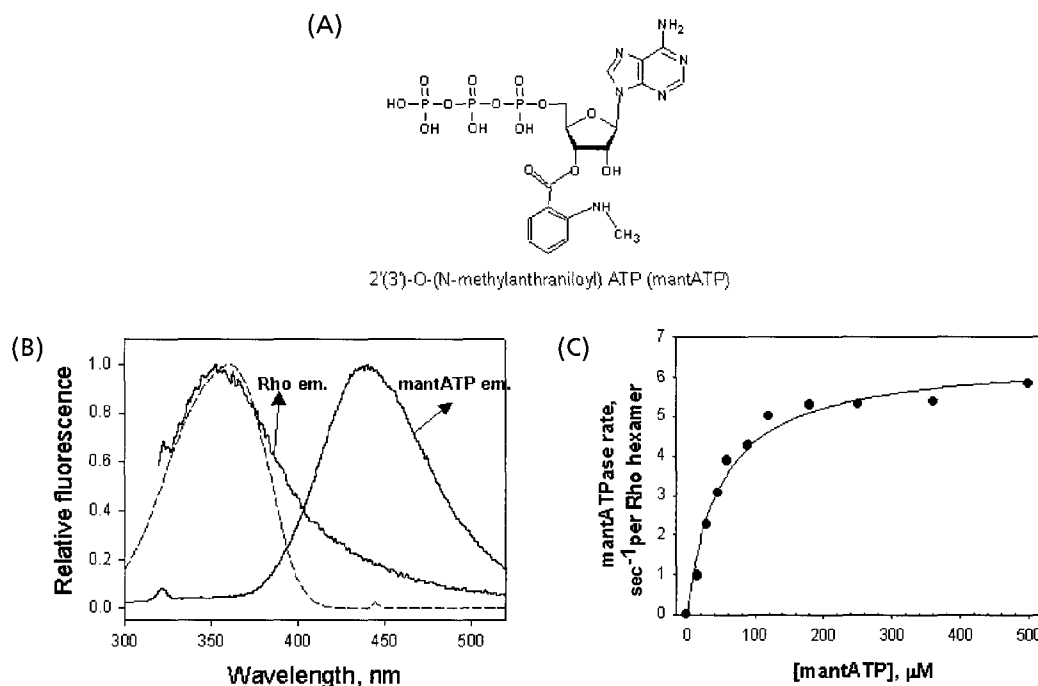 (A)
NH₂
N
N
N
N
O
O
O
HO-P-O-P-O-P-O
OH
OH
OH
O
O
O
OH
C
NH
CH₃
2'(3')-O-(N-methylanthraniloyl) ATP (mantATP)
(B)
Relative fluorescence
1.0
0.8
0.6
0.4
0.2
0.0
Rho em.
mantATP em.
300
350
400
450
500
Wavelength, nm
(C)
mantATPase rate,
sec⁻¹per Rho hexamer
7
6
5
4
3
2
1
0
0
100
200
300
400
500
[mantATP], µM